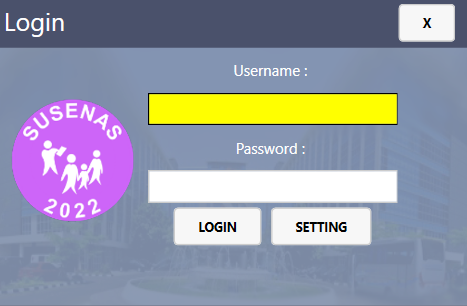 Login
X
Username :
SUSENAS
2022
Password :
LOGIN
SETTING